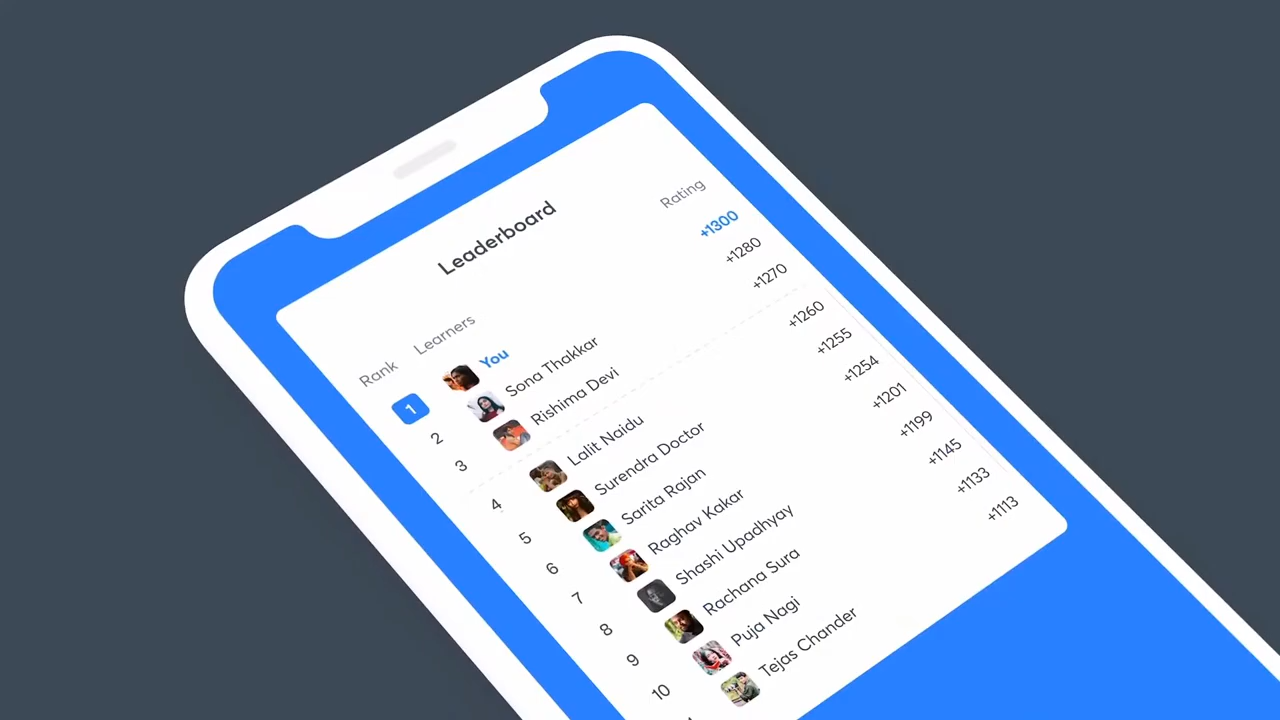 Leaderboard
Rank Learners Rating
1 You +1300
2 Sona Thakkar +1280
3 Rishima Devi +1270
4 Lalit Naidu +1260
5 Surendra Doctor +1255
6 Sarita Rajan +1254
7 Raghav Kakar +1201
8 Shashi Upadhyay +1199
9 Rachana Sura +1145
10 Puja Nagi +1133
Tejas Chander +1113